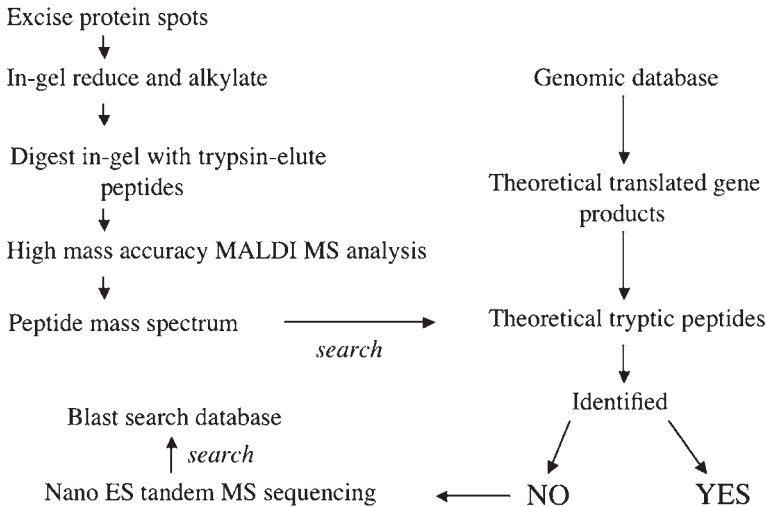 Excise protein spots
In-gel reduce and alkylate
Digest in-gel with trypsin-elute
peptides
High mass accuracy MALDI MS analysis
Peptide mass spectrum
search
Genomic database
Theoretical translated gene
products
Theoretical tryptic peptides
Identified
NO
YES
Nano ES tandem MS sequencing
search
Blast search database